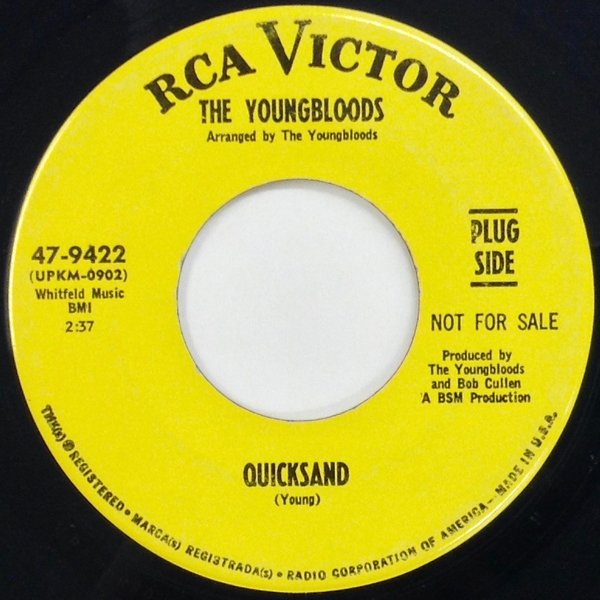 RCA VICTOR
THE YOUNGBLOODS
Arranged by The Youngbloods
47-9422
(UPKM-0902)
Whitfeld Music
BMI
2:37
PLUG
SIDE
NOT FOR SALE
Produced by
The Youngbloods
and Bob Cullen
A BSM Production
QUICKSAND
(Young)
TMK(s) ® REGISTERED • MARCA(s) REGISTRADA(s) • RADIO CORPORATION OF AMERICA — MADE IN U.S.A.